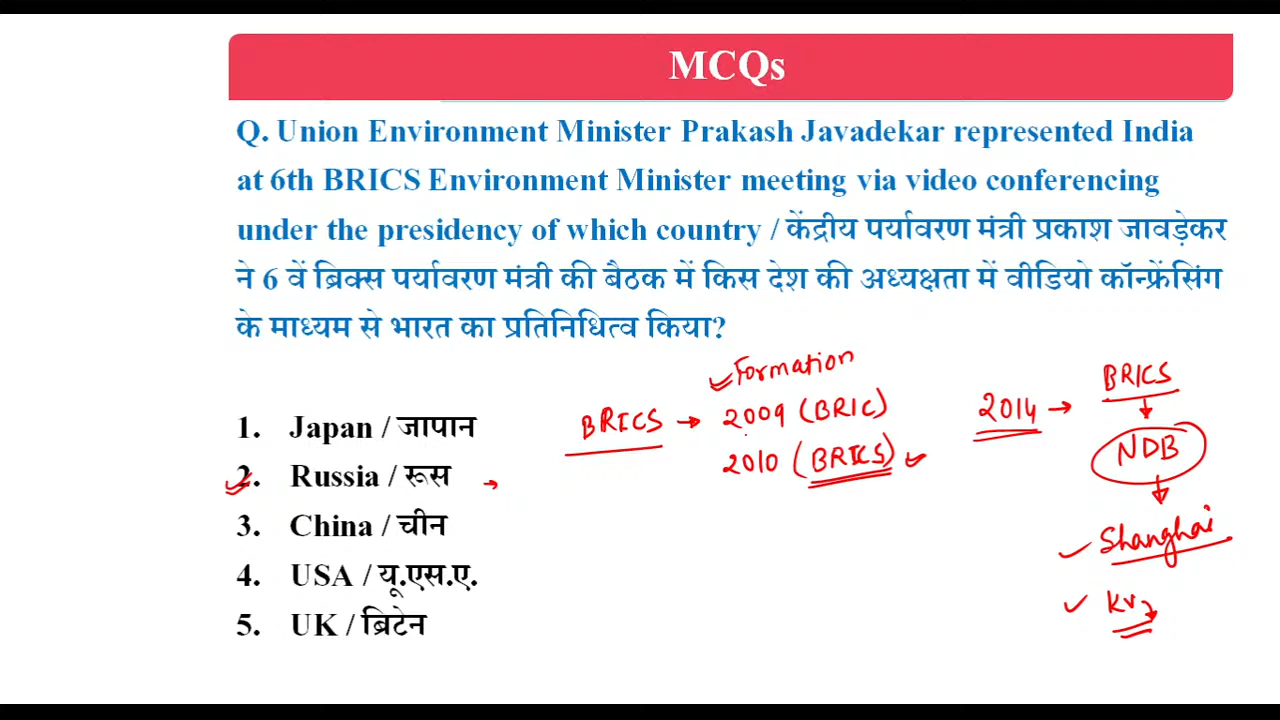 MCQs
Q. Union Environment Minister Prakash Javadekar represented India
at 6th BRICS Environment Minister meeting via video conferencing
under the presidency of which country / केंद्रीय पर्यावरण मंत्री प्रकाश जावड़ेकर
ने 6 वें ब्रिक्स पर्यावरण मंत्री की बैठक में किस देश की अध्यक्षता में वीडियो कॉन्फ्रेंसिंग
के माध्यम से भारत का प्रतिनिधित्व किया?
1. Japan / जापान
2. Russia / रूस
3. China / चीन
4. USA / यू.एस.ए.
5. UK / ब्रिटेन
Formation
BRICS → 2009 (BRIC)
2010 (BRICS)
2014 → BRICS
NDB
Shanghai
KV